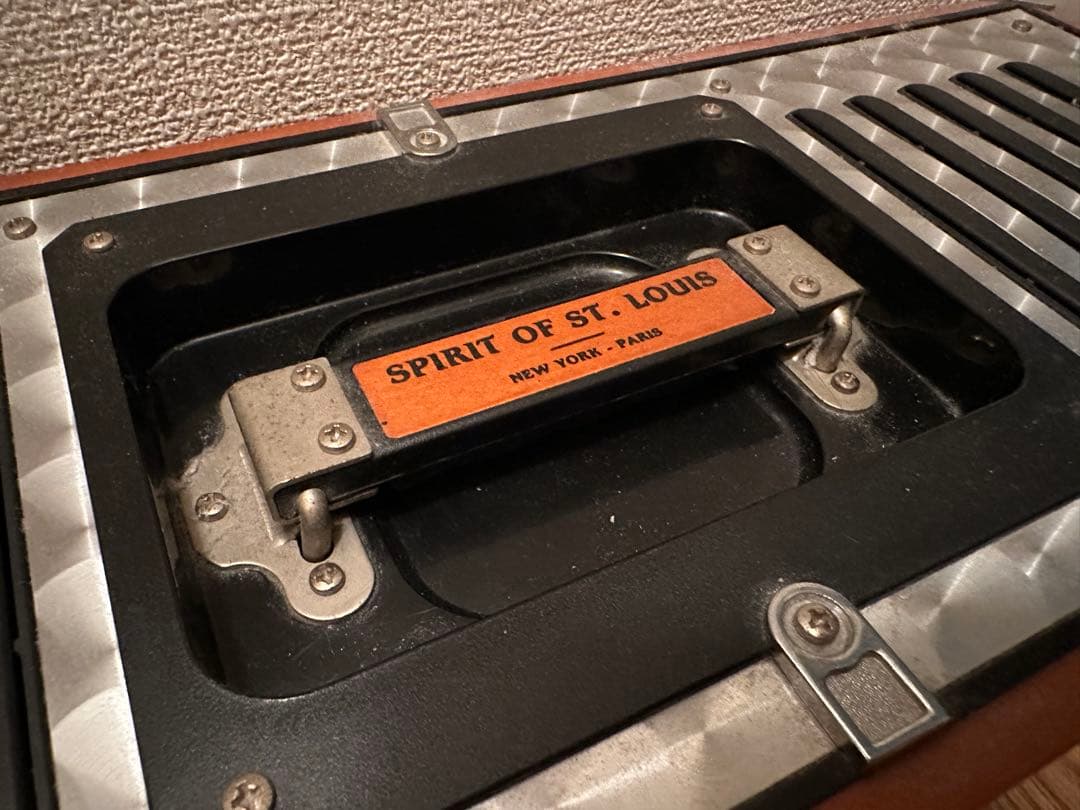 SPIRIT OF ST. LOUIS
NEW YORK - PARIS